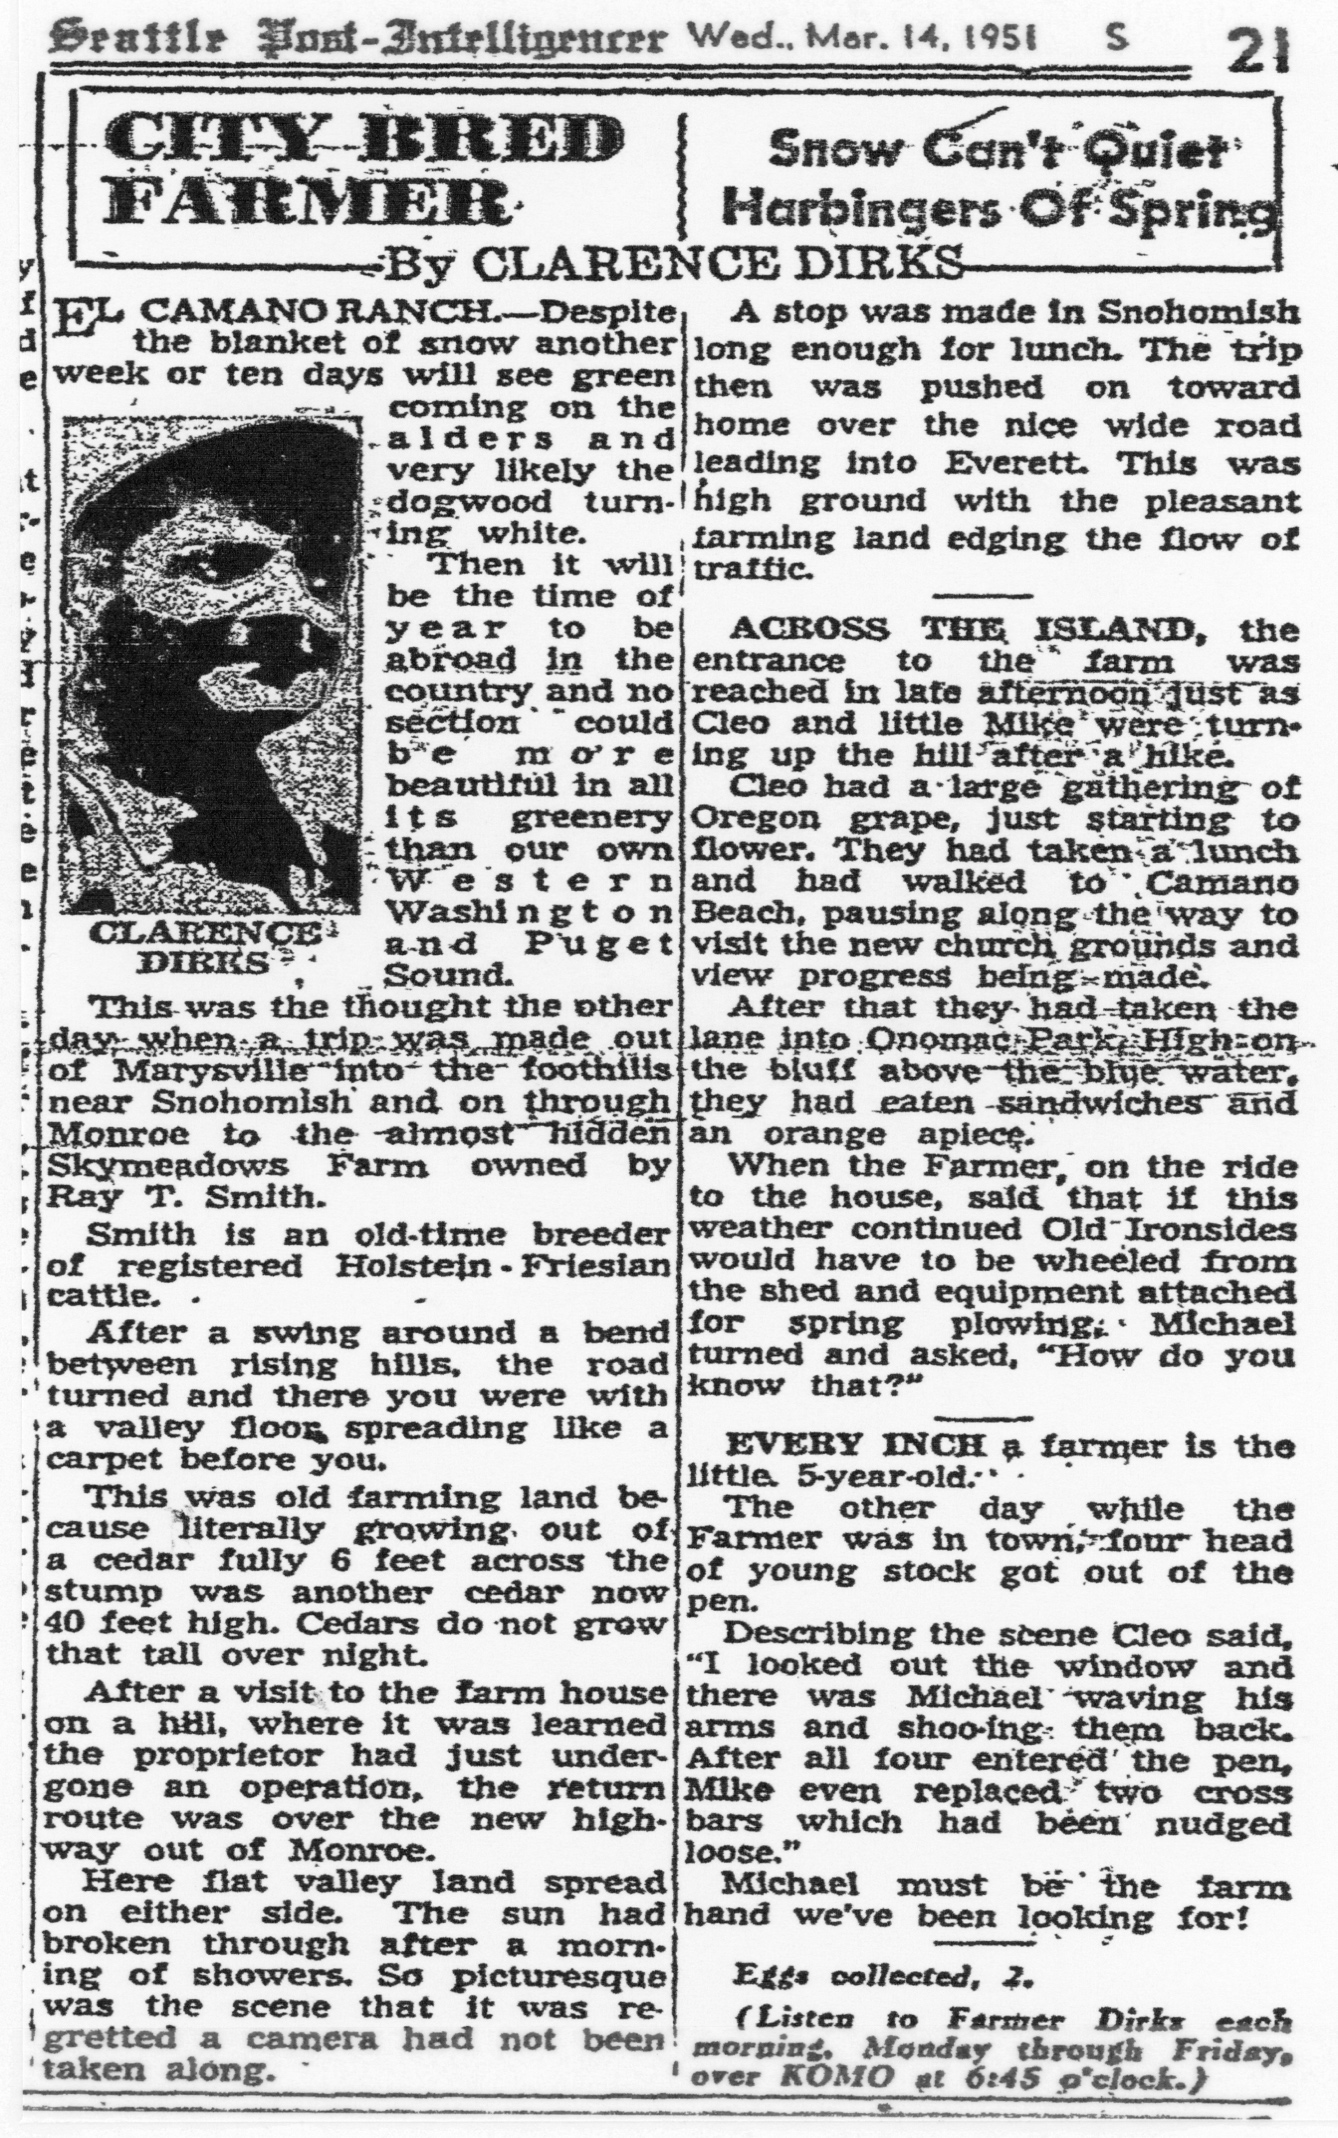 Seattle Post-Intelligencer Wed., Mar. 14, 1951 S 21
CITY BRED
FARMER
Snow Can't Quiet
Harbingers Of Spring
By CLARENCE DIRKS
EL CAMANO RANCH.—Despite
the blanket of snow another
week or ten days will see green
coming on the
alders and
very likely the
dogwood turn-
ing white.
Then it will
be the time of
year to be
abroad in the
country and no
section could
be more
beautiful in all
its greenery
than our own
Western
Washington
and Puget
Sound.
CLARENCE
DIRKS
This was the thought the other
day when a trip was made out
of Marysville into the foothills
near Snohomish and on through
Monroe to the almost hidden
Skymeadows Farm owned by
Ray T. Smith.
Smith is an old-time breeder
of registered Holstein-Friesian
cattle.
After a swing around a bend
between rising hills, the road
turned and there you were with
a valley floor spreading like a
carpet before you.
This was old farming land be-
cause literally growing out of
a cedar fully 6 feet across the
stump was another cedar now
40 feet high. Cedars do not grow
that tall over night.
After a visit to the farm house
on a hill, where it was learned
the proprietor had just under-
gone an operation, the return
route was over the new high-
way out of Monroe.
Here flat valley land spread
on either side. The sun had
broken through after a morn-
ing of showers. So picturesque
was the scene that it was re-
gretted a camera had not been
taken along.
A stop was made in Snohomish
long enough for lunch. The trip
then was pushed on toward
home over the nice wide road
leading into Everett. This was
high ground with the pleasant
farming land edging the flow of
traffic.
ACROSS THE ISLAND, the
entrance to the farm was
reached in late afternoon just as
Cleo and little Mike were turn-
ing up the hill after a hike.
Cleo had a large gathering of
Oregon grape, just starting to
flower. They had taken a lunch
and had walked to Camano
Beach, pausing along the way to
visit the new church grounds and
view progress being made.
After that they had taken the
lane into Onomac Park. High on
the bluff above the blue water,
they had eaten sandwiches and
an orange apiece.
When the Farmer, on the ride
to the house, said that if this
weather continued Old Ironsides
would have to be wheeled from
the shed and equipment attached
for spring plowing, Michael
turned and asked, "How do you
know that?"
EVERY INCH a farmer is the
little 5-year-old.
The other day while the
Farmer was in town, four head
of young stock got out of the
pen.
Describing the scene Cleo said,
"I looked out the window and
there was Michael waving his
arms and shoo-ing them back.
After all four entered the pen,
Mike even replaced two cross
bars which had been nudged
loose."
Michael must be the farm
hand we've been looking for!
Eggs collected, 2.
(Listen to Farmer Dirks each
morning, Monday through Friday,
over KOMO at 6:45 o'clock.)